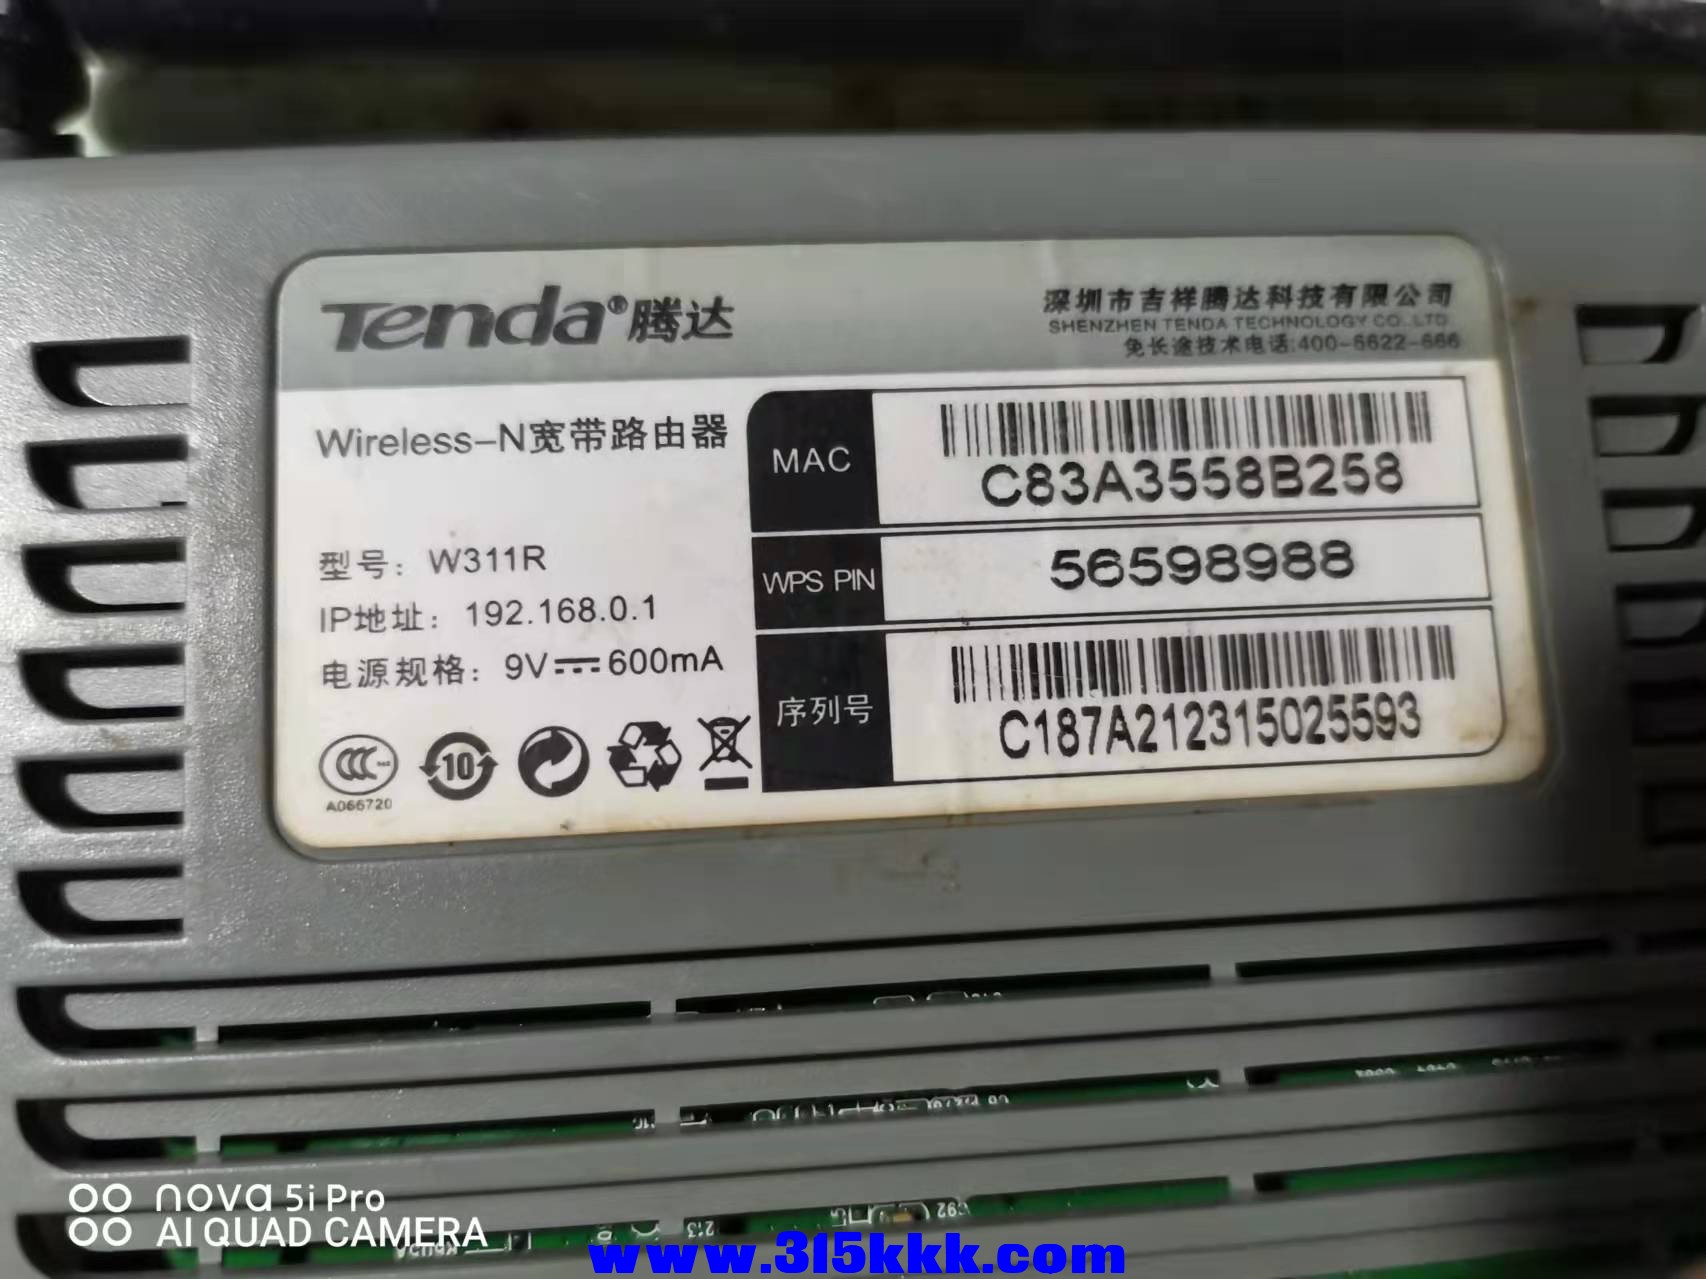 Tenda®腾达
深圳市吉祥腾达科技有限公司
SHENZHEN TENDA TECHNOLOGY CO.,LTD.
免长途技术电话:400-6622-666
Wireless-N宽带路由器
型号: W311R
IP地址: 192.168.0.1
电源规格: 9V 600mA
A066720
10
MAC
C83A3558B258
WPS PIN
56598988
序列号
C187A212315025593
nova 5i Pro
AI QUAD CAMERA
www.315kkk.com